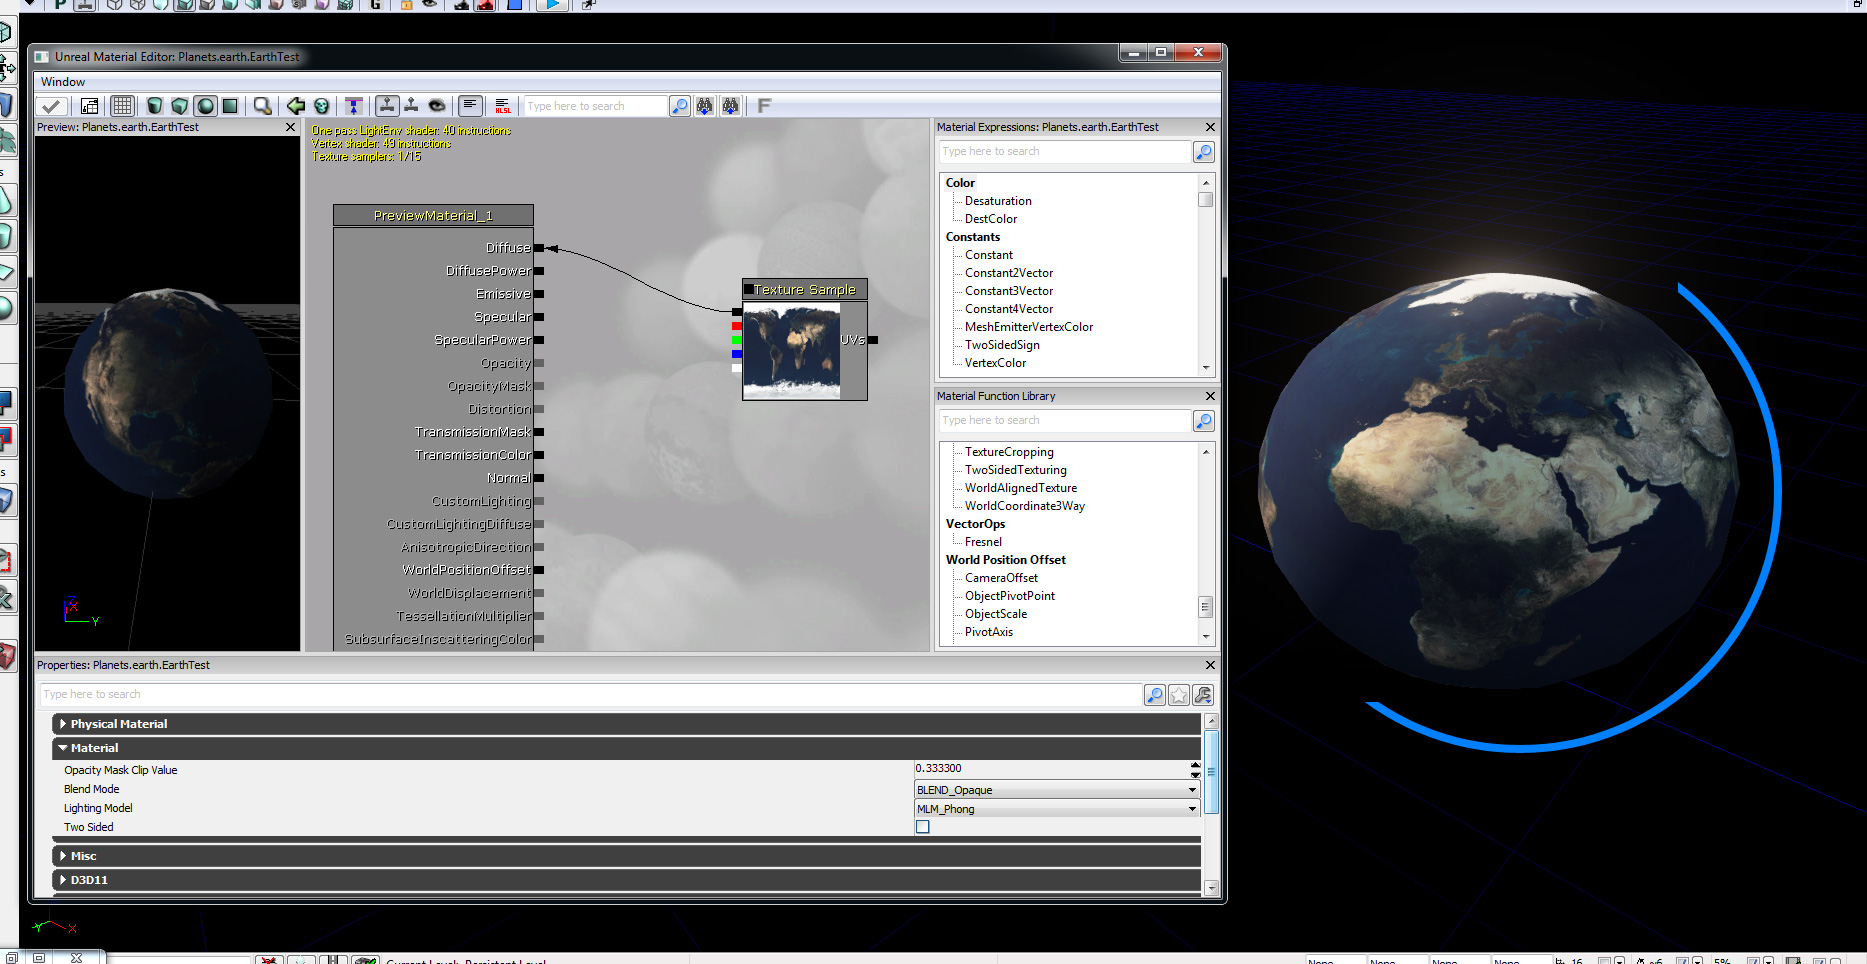 P
G
Unreal Material Editor: Planets.earth.EarthTest
Window
HLSL
Type here to search
F
Preview: Planets.earth.EarthTest
One pass LightEnv shader: 40 instructions
Vertex shader: 49 instructions
Texture samplers: 1/15
PreviewMaterial_1
Diffuse
DiffusePower
Emissive
Specular
SpecularPower
Opacity
OpacityMask
Distortion
TransmissionMask
TransmissionColor
Normal
CustomLighting
CustomLightingDiffuse
AnisotropicDirection
WorldPositionOffset
WorldDisplacement
TessellationMultiplier
SubsurfaceInscatteringColor
Texture Sample
UVs
Z
X
Y
Material Expressions: Planets.earth.EarthTest
Type here to search
Color
Desaturation
DestColor
Constants
Constant
Constant2Vector
Constant3Vector
Constant4Vector
MeshEmitterVertexColor
TwoSidedSign
VertexColor
Material Function Library
Type here to search
TextureCropping
TwoSidedTexturing
WorldAlignedTexture
WorldCoordinate3Way
VectorOps
Fresnel
World Position Offset
CameraOffset
ObjectPivotPoint
ObjectScale
PivotAxis
Properties: Planets.earth.EarthTest
Type here to search
Physical Material
Material
Opacity Mask Clip Value
0.333300
Blend Mode
BLEND_Opaque
Lighting Model
MLM_Phong
Two Sided
Misc
D3D11
Y X
Current Level: Persistent Level
None None None None 16 5%